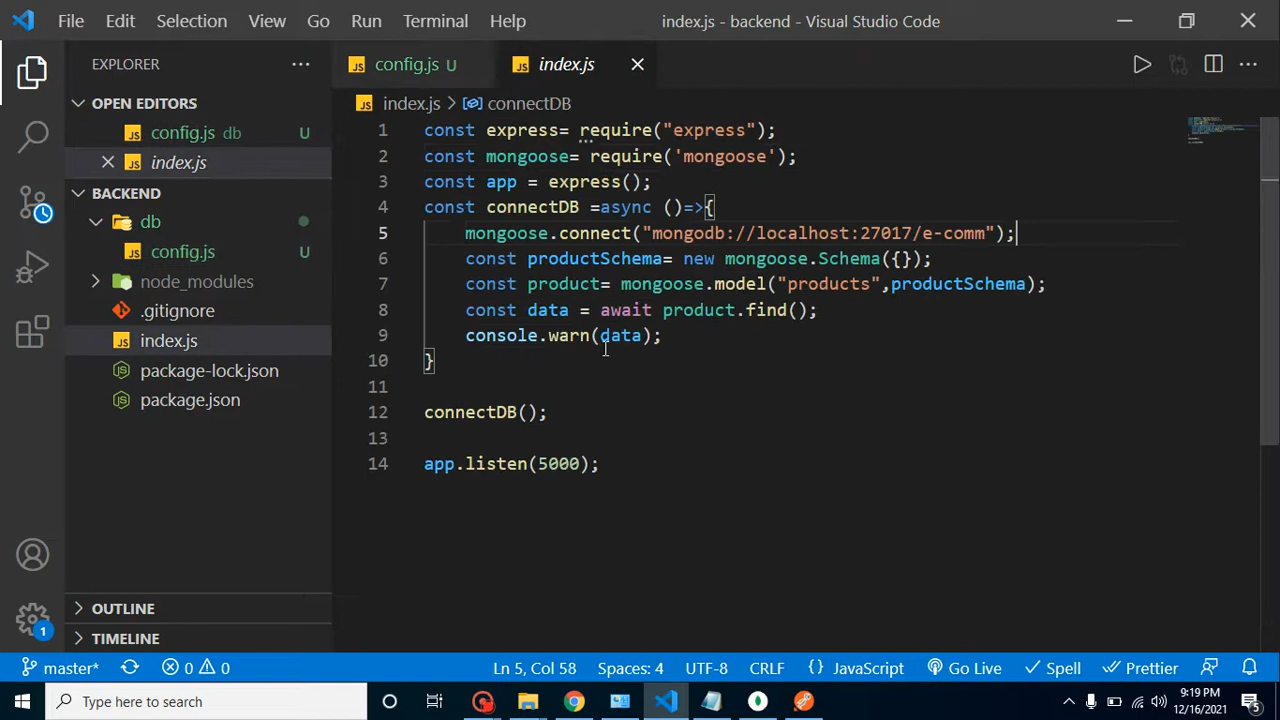 File Edit Selection View Go Run Terminal Help index.js - backend - Visual Studio Code
EXPLORER
config.js U
index.js
OPEN EDITORS
config.js db U
index.js
BACKEND
db
config.js U
node_modules
.gitignore
index.js
package-lock.json
package.json
OUTLINE
TIMELINE
index.js > connectDB
1 const express= require("express");
2 const mongoose= require('mongoose');
3 const app = express();
4 const connectDB =async ()=>{
5 mongoose.connect("mongodb://localhost:27017/e-comm");
6 const productSchema= new mongoose.Schema({});
7 const product= mongoose.model("products",productSchema);
8 const data = await product.find();
9 console.warn(data);
10 }
11
12 connectDB();
13
14 app.listen(5000);
1
master* 0 0 Ln 5, Col 58 Spaces: 4 UTF-8 CRLF {} JavaScript Go Live Spell Prettier
Type here to search
9:19 PM
12/16/2021
5